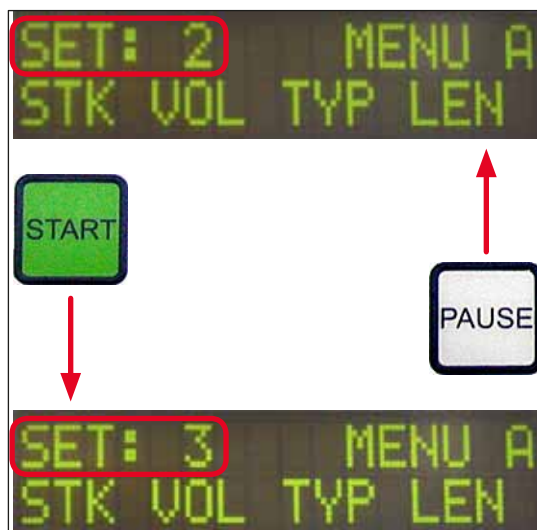 SET: 2 MENU A
STK VOL TYP LEN
START
PAUSE
SET: 3 MENU A
STK VOL TYP LEN